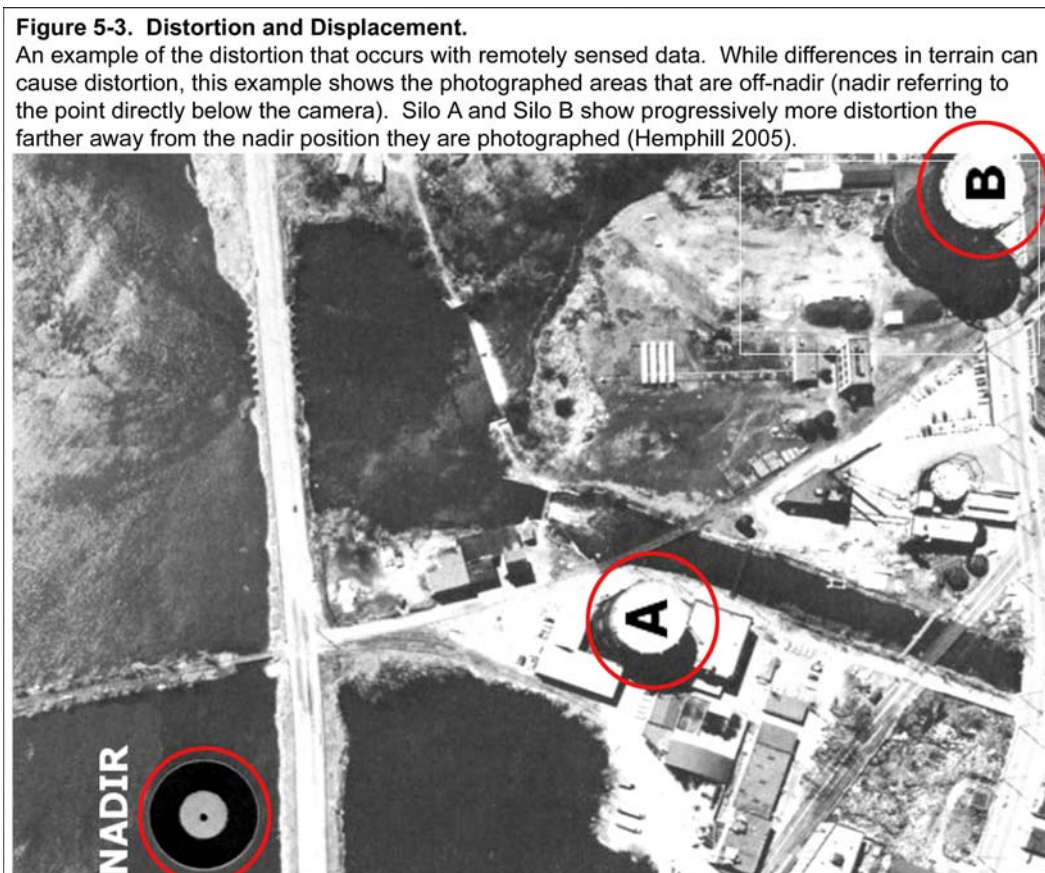 Figure 5-3. Distortion and Displacement.
An example of the distortion that occurs with remotely sensed data. While differences in terrain can
cause distortion, this example shows the photographed areas that are off-nadir (nadir referring to
the point directly below the camera). Silo A and Silo B show progressively more distortion the
farther away from the nadir position they are photographed (Hemphill 2005).
B
A
NADIR